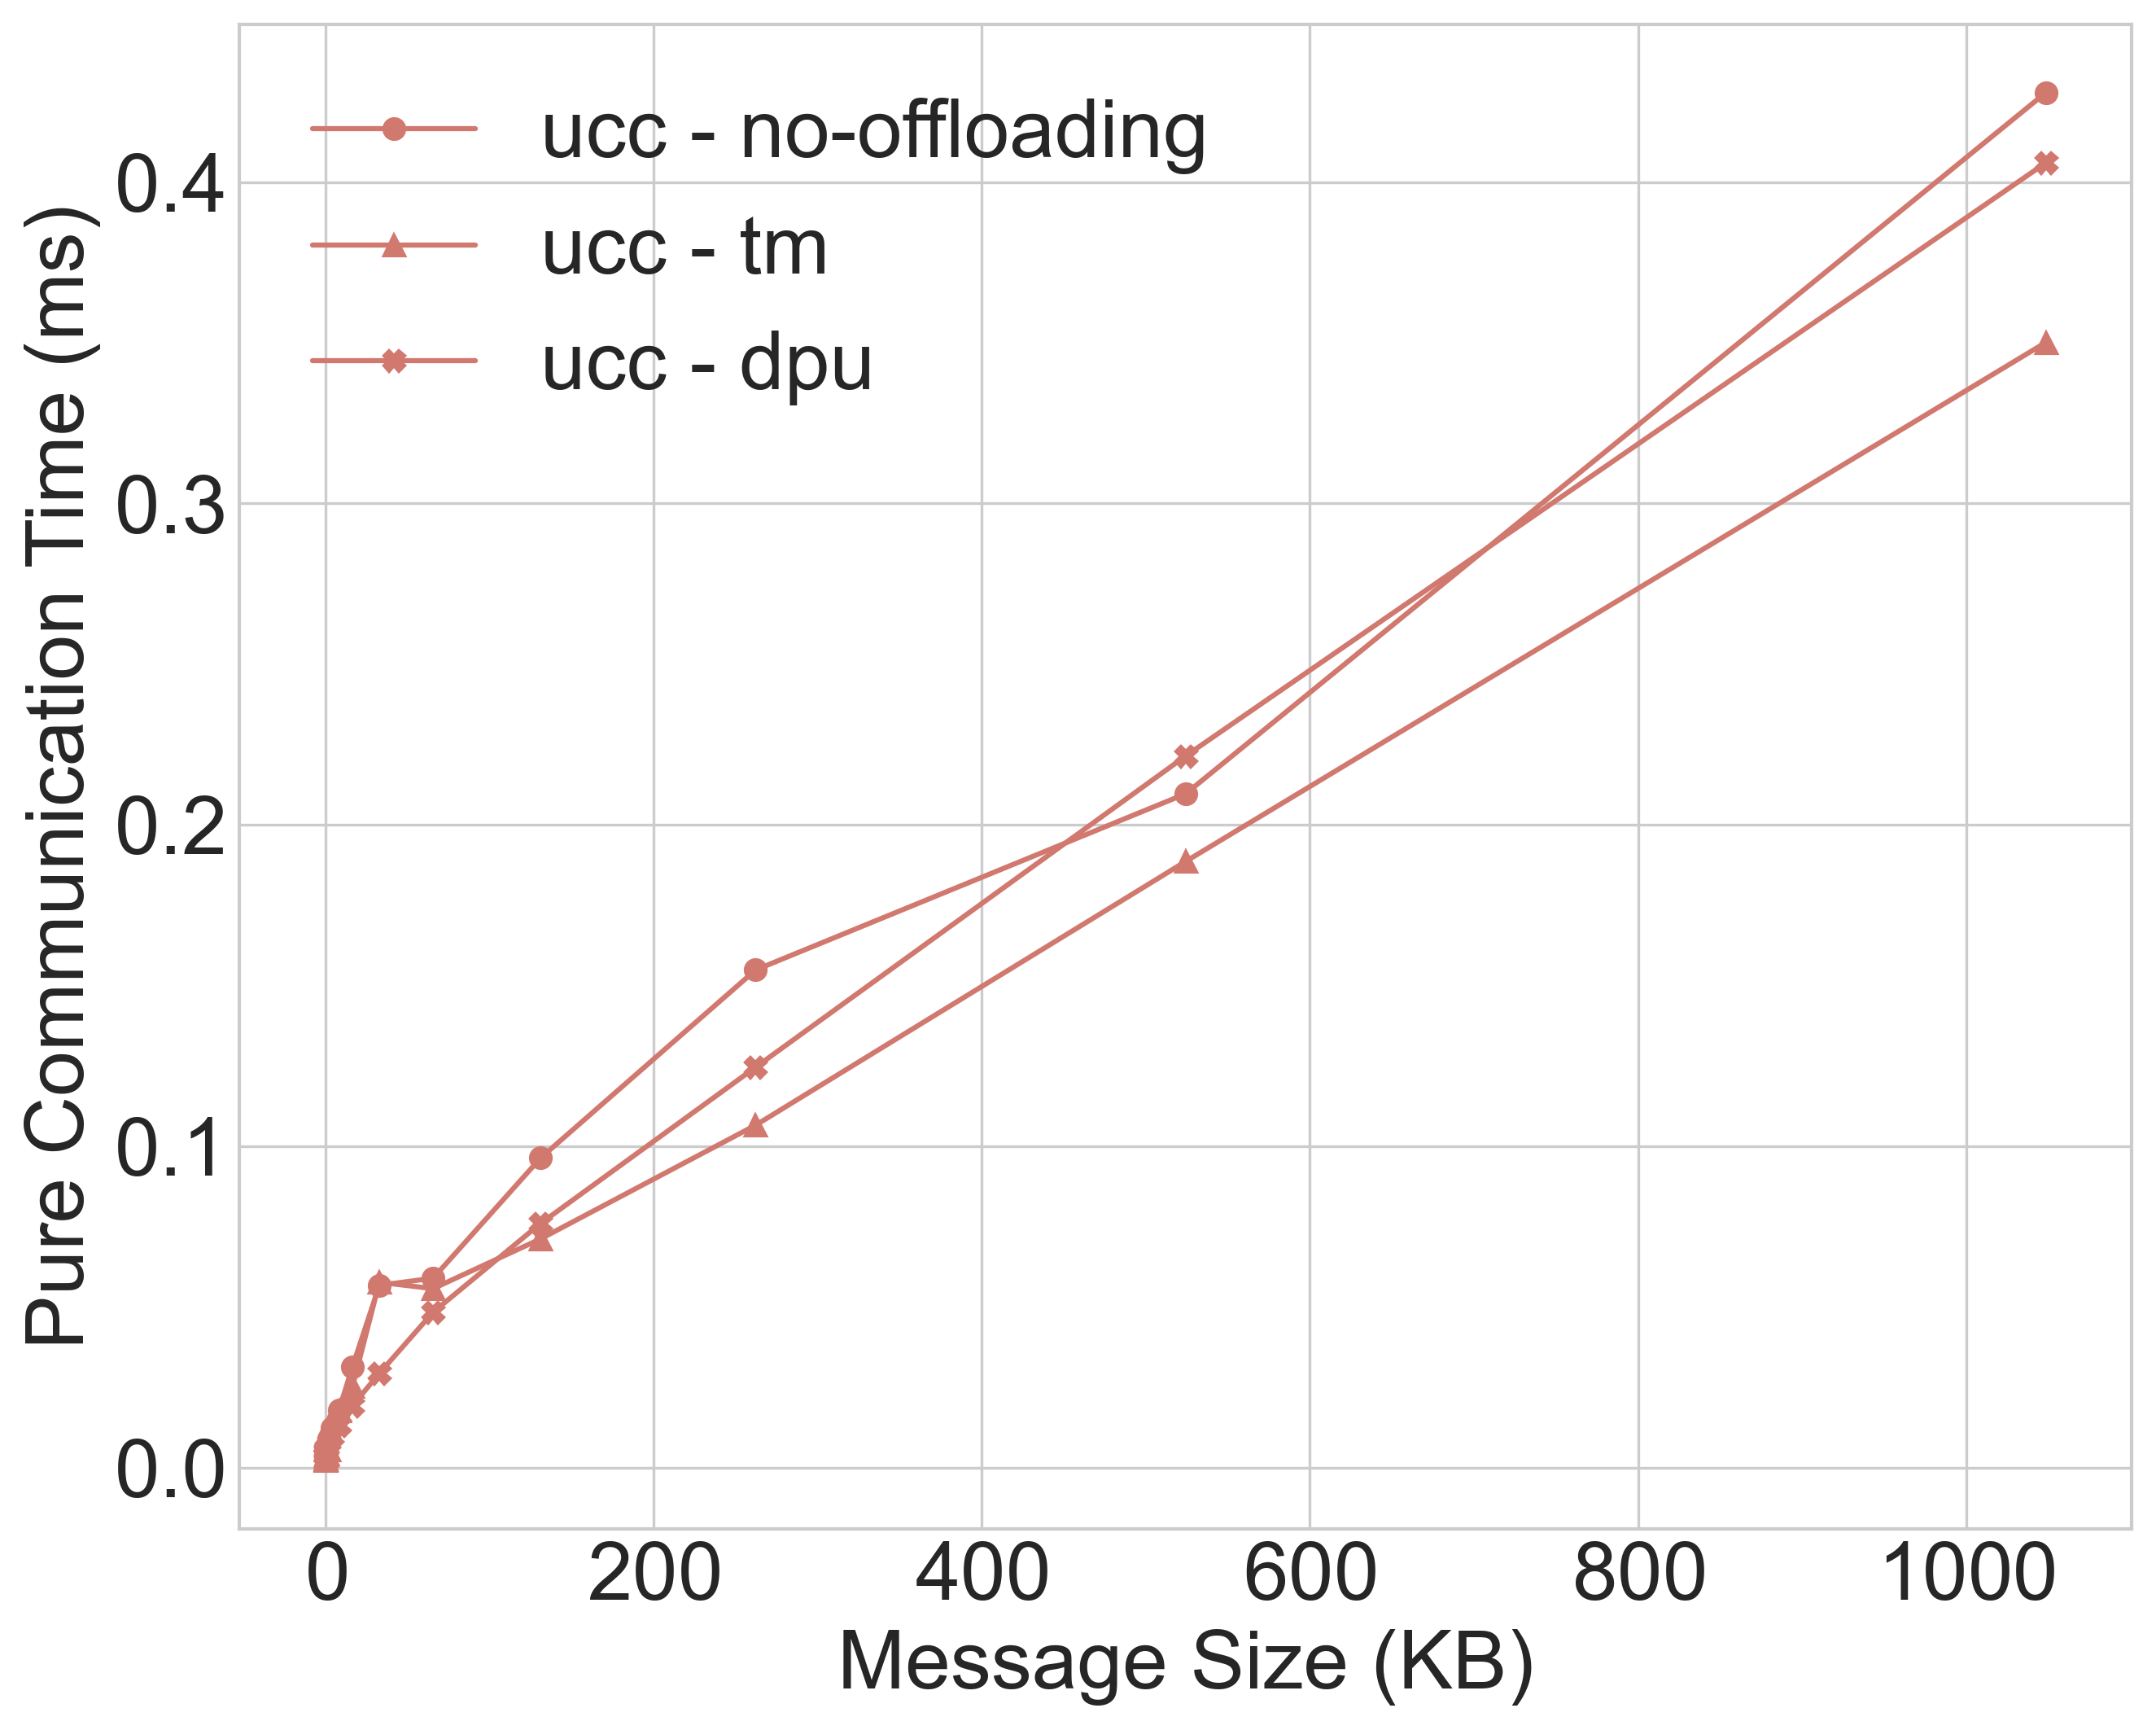 ucc - no-offloading
ucc - tm
ucc - dpu
Pure Communication Time (ms)
0.4
0.3
0.2
0.1
0.0
0 200 400 600 800 1000
Message Size (KB)